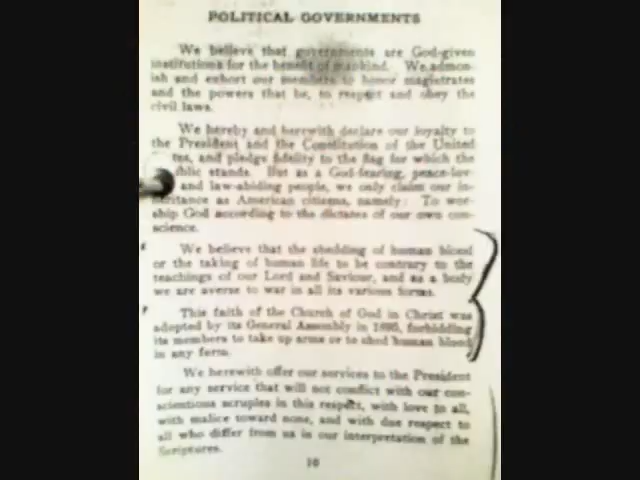 POLITICAL GOVERNMENTS
We believe that governments are God-given
institutions for the benefit of mankind. We admon-
ish and exhort our members to honor magistrates
and the powers that be, to respect and obey the
civil laws.
We hereby and herewith declare our loyalty to
the President and the Constitution of the United
tes, and pledge fidelity to the flag for which the
blic stands. But as a God-fearing, peace-lov-
and law-abiding people, we only claim our in-
heritance as American citizens, namely: To wor-
ship God according to the dictates of our own con-
science.
We believe that the shedding of human blood
or the taking of human life to be contrary to the
teachings of our Lord and Saviour, and as a body
we are averse to war in all its various forms.
This faith of the Church of God in Christ was
adopted by its General Assembly in 1895, forbidding
its members to take up arms or to shed human blood
in any form.
We herewith offer our services to the President
for any service that will not conflict with our con-
scientious scruples in this respect, with love to all,
with malice toward none, and with due respect to
all who differ from us in our interpretation of the
Scriptures.
10